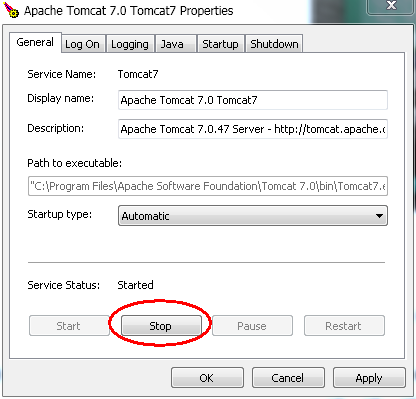 Apache Tomcat 7.0 Tomcat7 Properties
General Log On Logging Java Startup Shutdown
Service Name: Tomcat7
Display name: Apache Tomcat 7.0 Tomcat7
Description: Apache Tomcat 7.0.47 Server - http://tomcat.apache.o
Path to executable:
"C:\Program Files\Apache Software Foundation\Tomcat 7.0\bin\Tomcat7.e
Startup type: Automatic
Service Status: Started
Start Stop Pause Restart
OK Cancel Apply